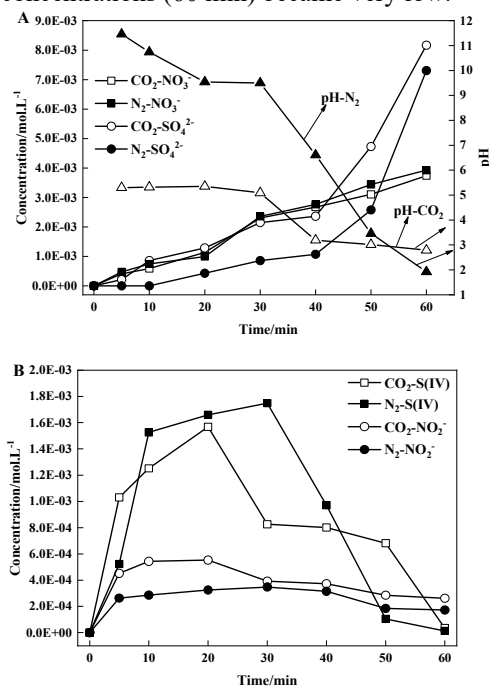 concentrations (60 min) became very low.
A
9.0E-03
8.0E-03
7.0E-03
6.0E-03
5.0E-03
4.0E-03
3.0E-03
2.0E-03
1.0E-03
0.0E+00
Concentration/mol.L⁻¹
CO₂-NO₃⁻
N₂-NO₃⁻
CO₂-SO₄²⁻
N₂-SO₄²⁻
pH-N₂
pH-CO₂
12
11
10
9
8
7
6
5
4
3
2
1
pH
0 10 20 30 40 50 60
Time/min
B
2.0E-03
1.8E-03
1.6E-03
1.4E-03
1.2E-03
1.0E-03
8.0E-04
6.0E-04
4.0E-04
2.0E-04
0.0E+00
Concentration/mol.L⁻¹
CO₂-S(IV)
N₂-S(IV)
CO₂-NO₂⁻
N₂-NO₂⁻
0 10 20 30 40 50 60
Time/min